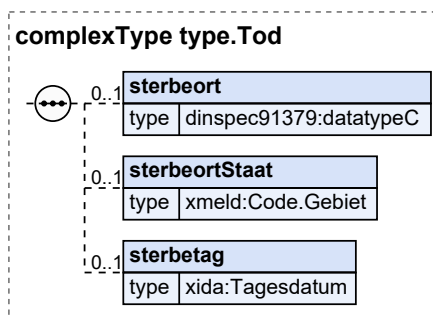 complexType type.Tod
0..1 sterbeort
type dinspec91379:datatypeC
0..1 sterbeortStaat
type xmeld:Code.Gebiet
0..1 sterbetag
type xida:Tagesdatum